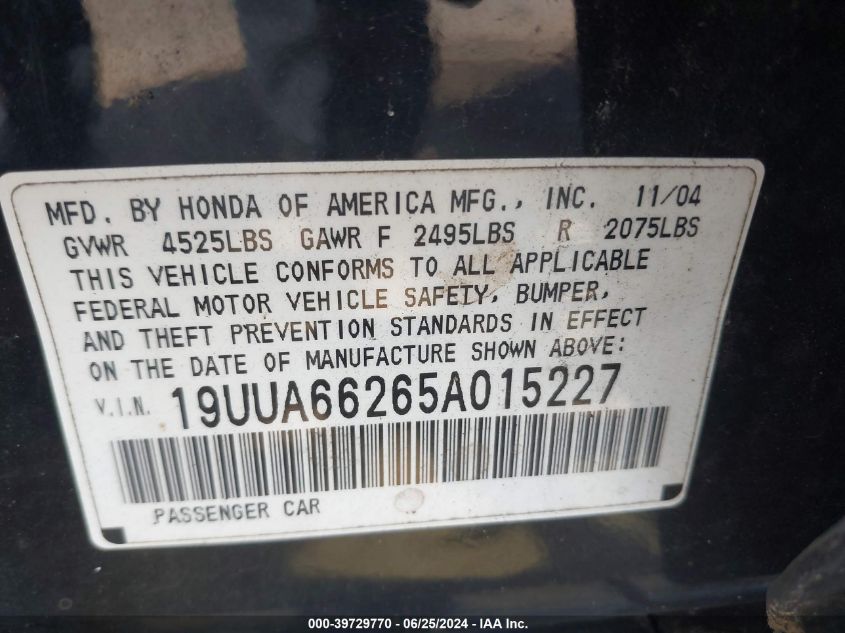 MFD. BY HONDA OF AMERICA MFG., INC. 11/04
GVWR 4525LBS GAWR F 2495LBS R 2075LBS
THIS VEHICLE CONFORMS TO ALL APPLICABLE
FEDERAL MOTOR VEHICLE SAFETY, BUMPER,
AND THEFT PREVENTION STANDARDS IN EFFECT
ON THE DATE OF MANUFACTURE SHOWN ABOVE:
V.I.N. 19UUA66265A015227
PASSENGER CAR
000-39729770 - 06/25/2024 - IAA Inc.